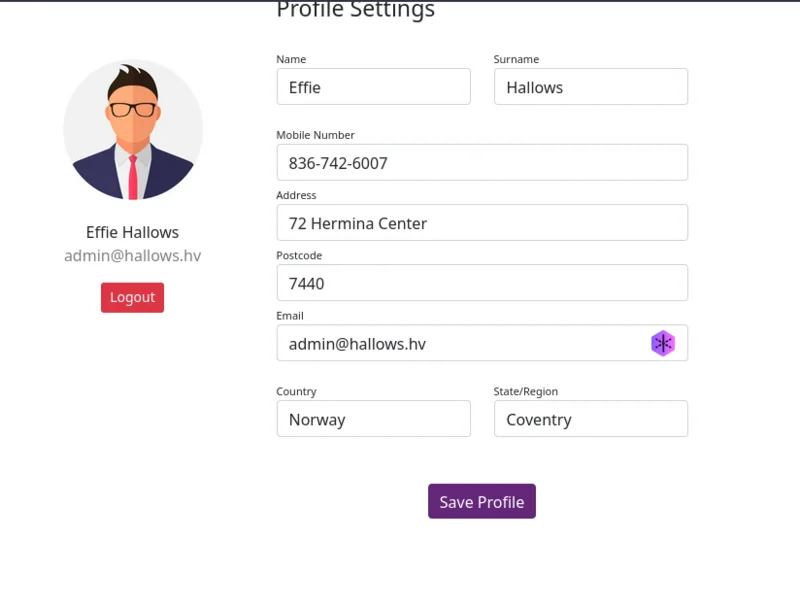 Profile Settings
Effie Hallows
admin@hallows.hv
Logout
Name
Effie
Surname
Hallows
Mobile Number
836-742-6007
Address
72 Hermina Center
Postcode
7440
Email
admin@hallows.hv
Country
Norway
State/Region
Coventry
Save Profile